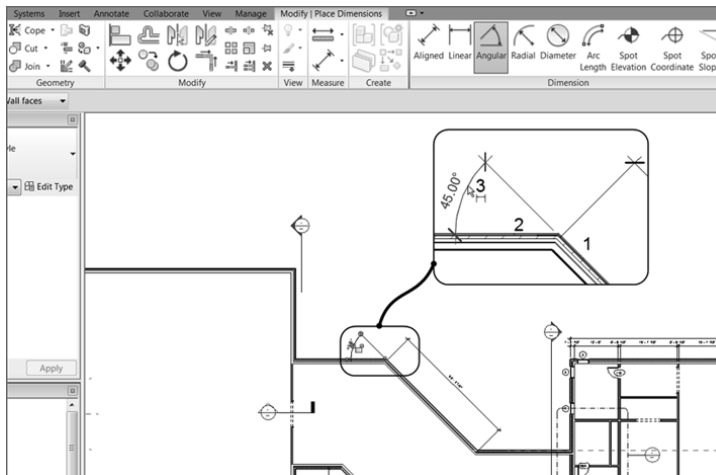 Systems Insert Annotate Collaborate View Manage Modify | Place Dimensions
Cope
Cut
Join
Aligned Linear Angular Radial Diameter Arc Length Spot Elevation Spot Coordinate
Geometry Modify View Measure Create Dimension
Wall faces
Edit Type
Apply
45.00°
3
2
1